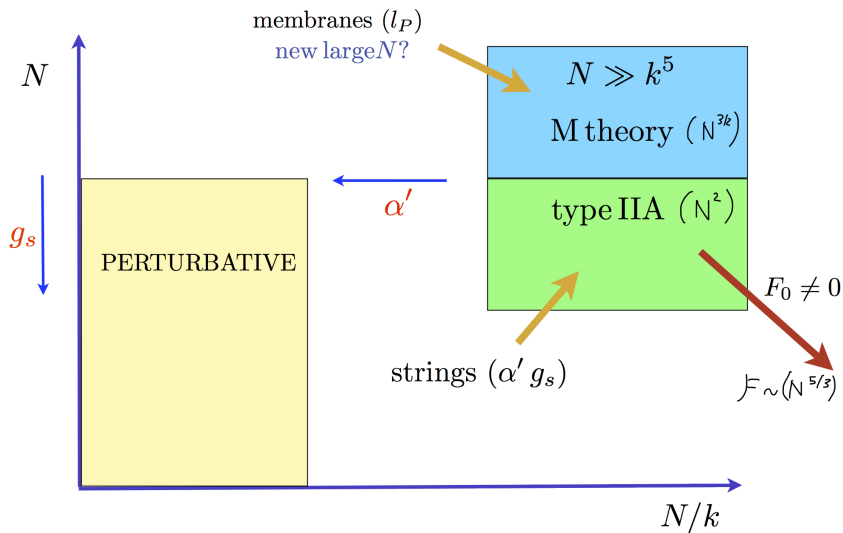 membranes (l_P)
new large N?
N
N ≫ k^5
M theory (N^{3/2})
α′
type IIA (N^2)
g_s
PERTURBATIVE
F_0 ≠ 0
strings (α′ g_s)
F~(N^{5/3})
N/k